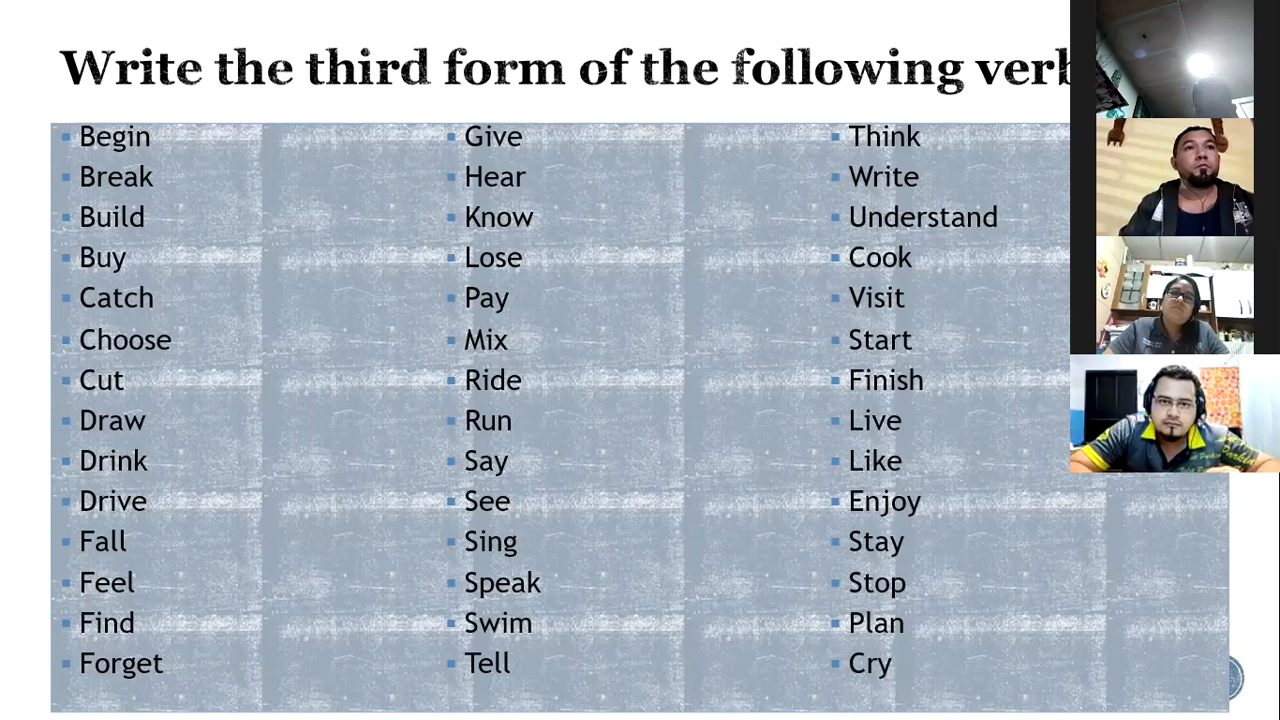 Write the third form of the following verb
Begin
Break
Build
Buy
Catch
Choose
Cut
Draw
Drink
Drive
Fall
Feel
Find
Forget
Give
Hear
Know
Lose
Pay
Mix
Ride
Run
Say
See
Sing
Speak
Swim
Tell
Think
Write
Understand
Cook
Visit
Start
Finish
Live
Like
Enjoy
Stay
Stop
Plan
Cry